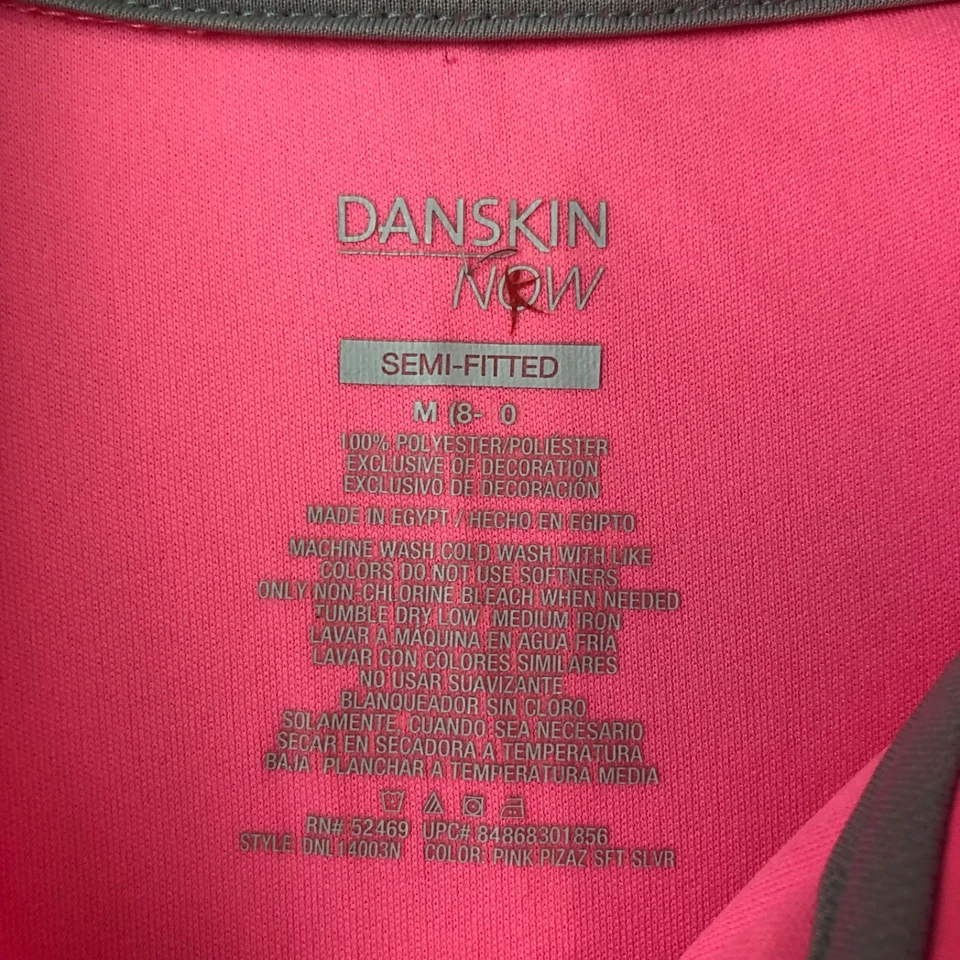 DANSKIN
NOW
SEMI-FITTED
M (8- 0
100% POLYESTER/POLIÉSTER
EXCLUSIVE OF DECORATION
EXCLUSIVO DE DECORACIÓN
MADE IN EGYPT / HECHO EN EGIPTO
MACHINE WASH COLD WASH WITH LIKE
COLORS DO NOT USE SOFTNERS
ONLY NON-CHLORINE BLEACH WHEN NEEDED
TUMBLE DRY LOW MEDIUM IRON
LAVAR A MÁQUINA EN AGUA FRÍA
LAVAR CON COLORES SIMILARES
NO USAR SUAVIZANTE
BLANQUEADOR SIN CLORO
SOLAMENTE, CUANDO SEA NECESARIO
SECAR EN SECADORA A TEMPERATURA
BAJA PLANCHAR A TEMPERATURA MEDIA
RN# 52469 UPC# 84868301856
STYLE: DNL14003N COLOR: PINK PIZAZ SFT SLVR